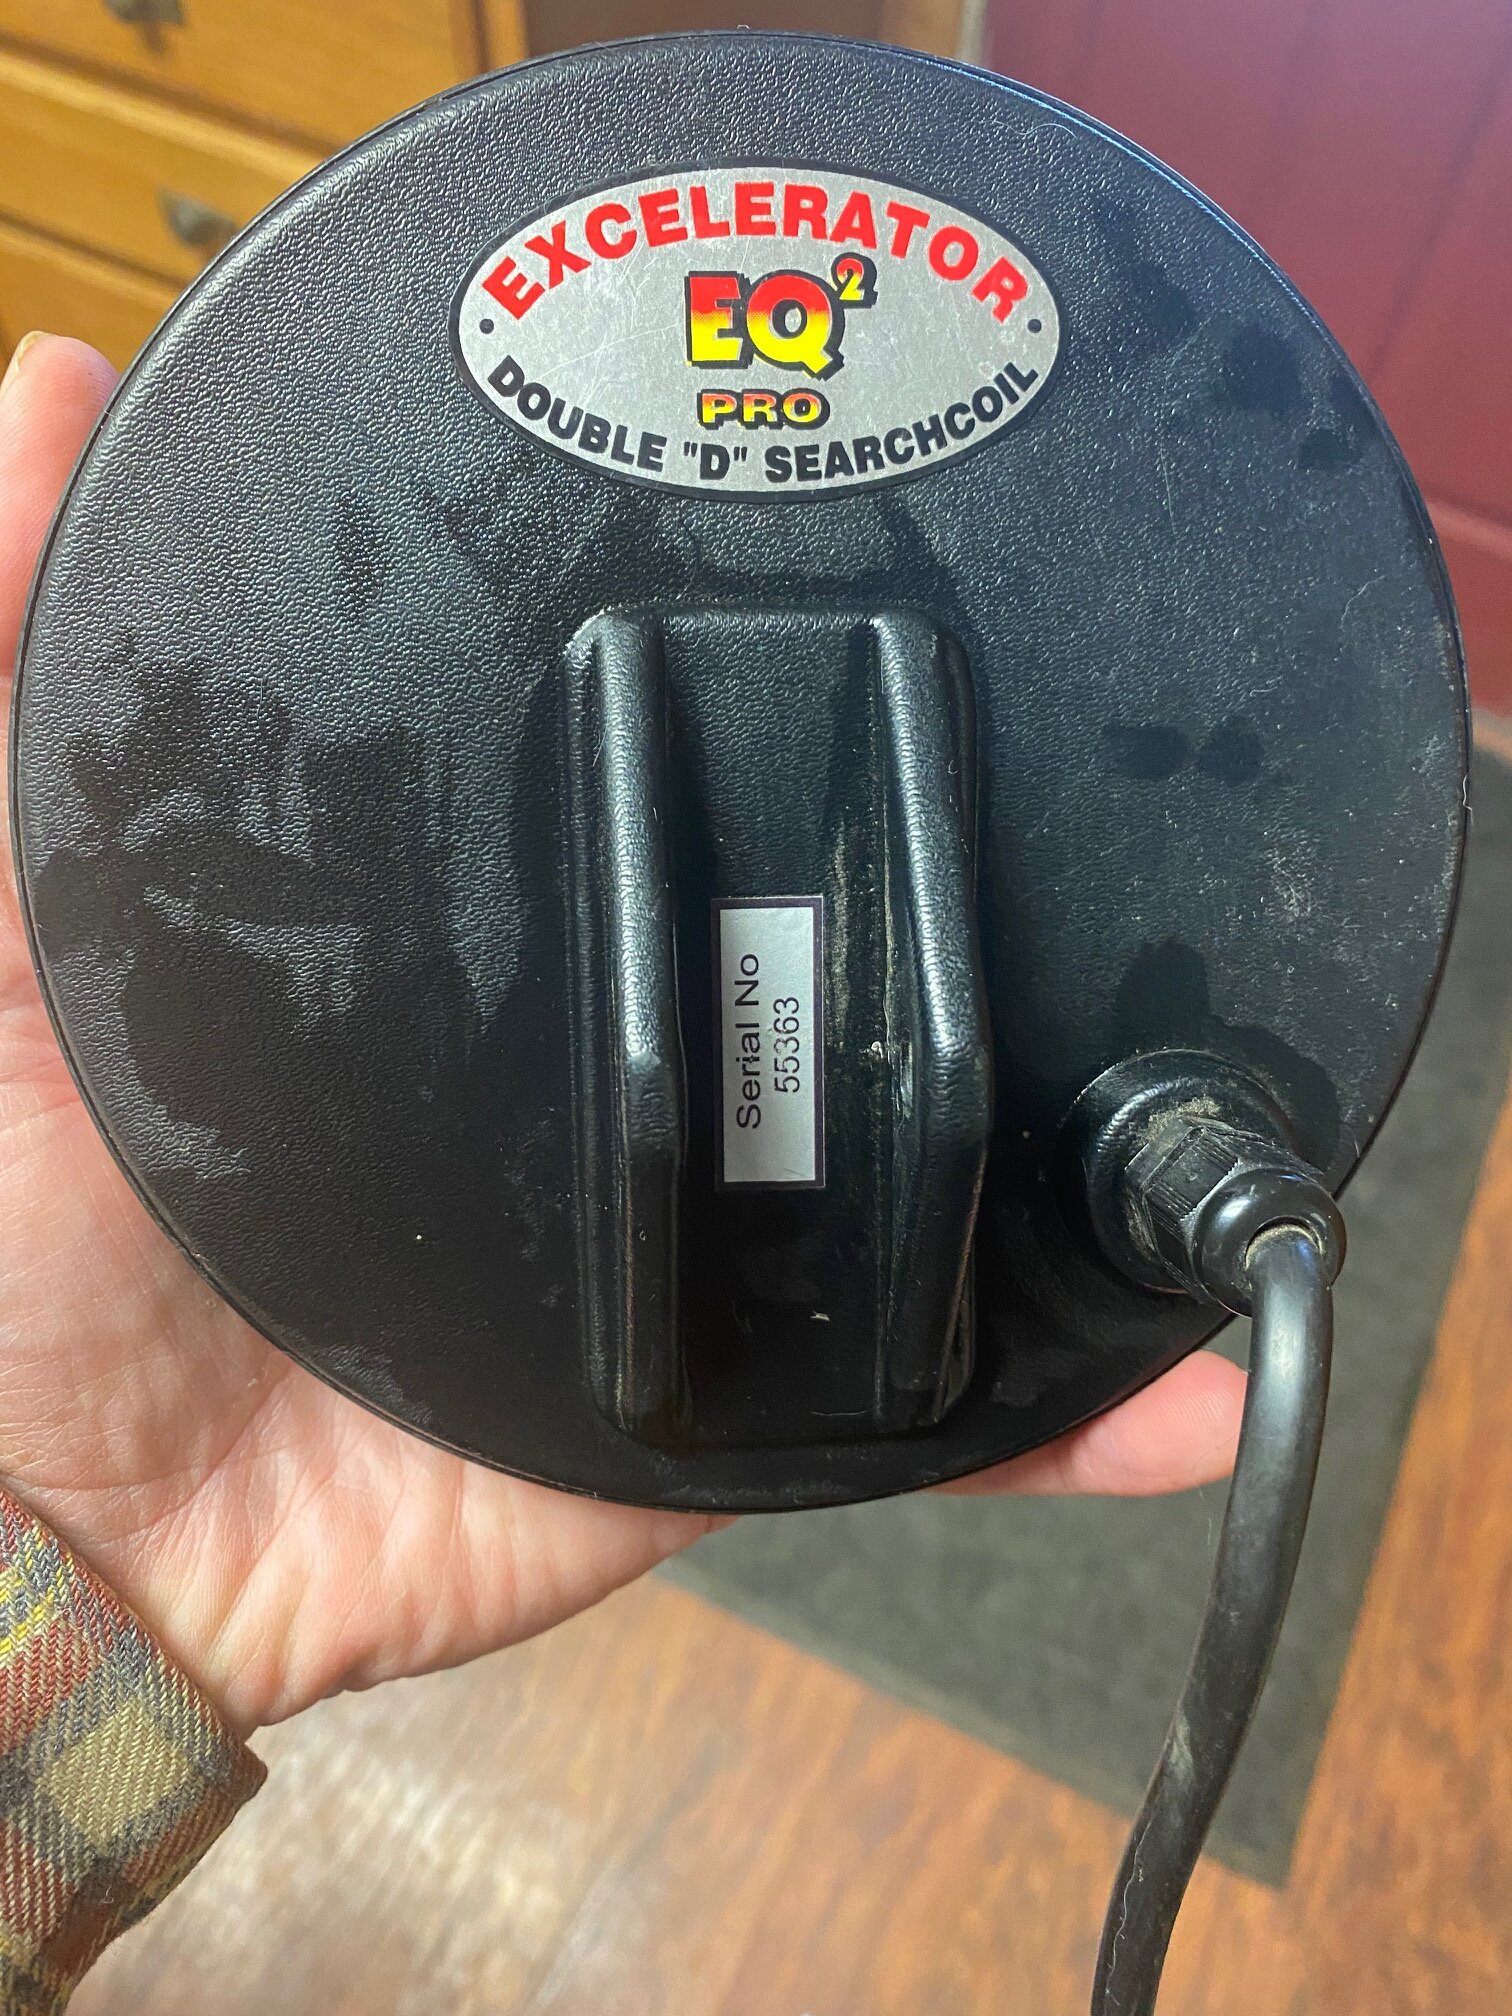 EXCELERATOR
EQ²
PRO
• DOUBLE "D" SEARCHCOIL •
Serial No
55363